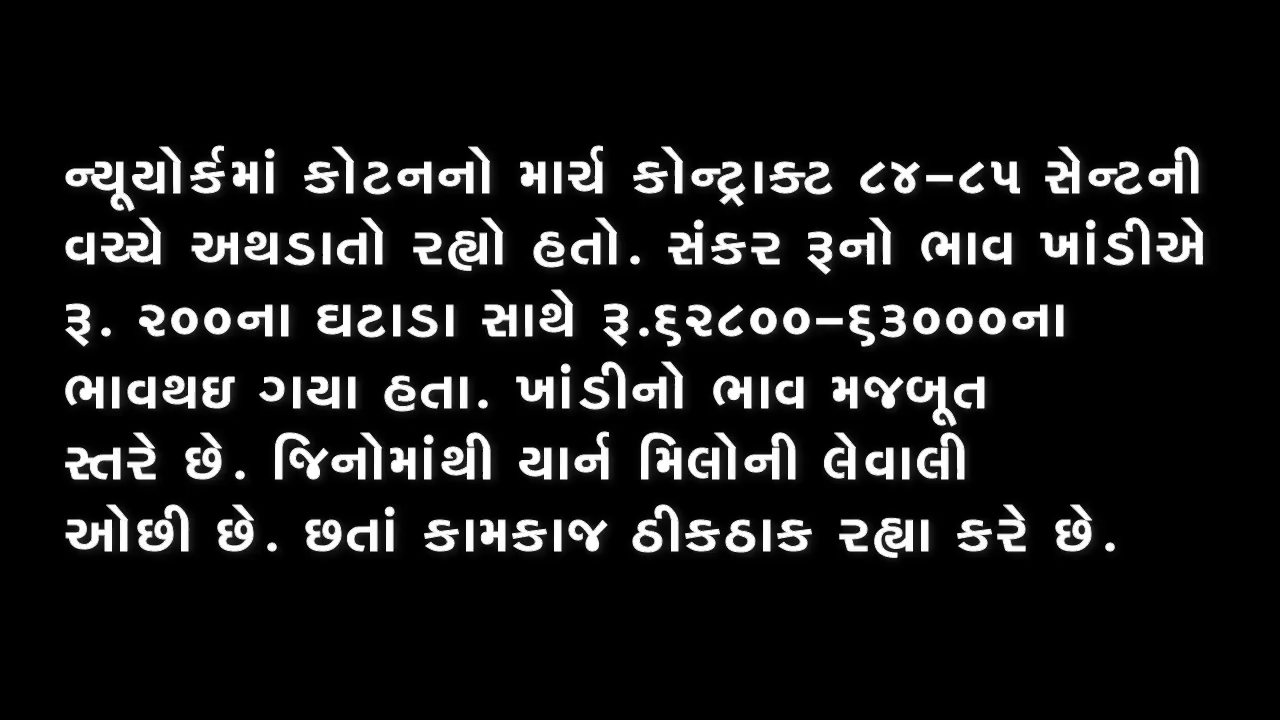 ન્યૂયોર્કમાં કોટનનો માર્ચ કોન્ટ્રાક્ટ ૮૪-૮૫ સેન્ટની
વચ્ચે અથડાતો રહ્યો હતો. સંકર રૂનો ભાવ ખાંડીએ
રૂ. ૨૦૦ના ઘટાડા સાથે રૂ.૬૨૮૦૦-૬૩૦૦૦ના
ભાવથઇ ગયા હતા. ખાંડીનો ભાવ મજબૂત
સ્તરે છે. જિનોમાંથી યાર્ન મિલોની લેવાલી
ઓછી છે. છતાં કામકાજ ઠીકઠાક રહ્યા કરે છે.